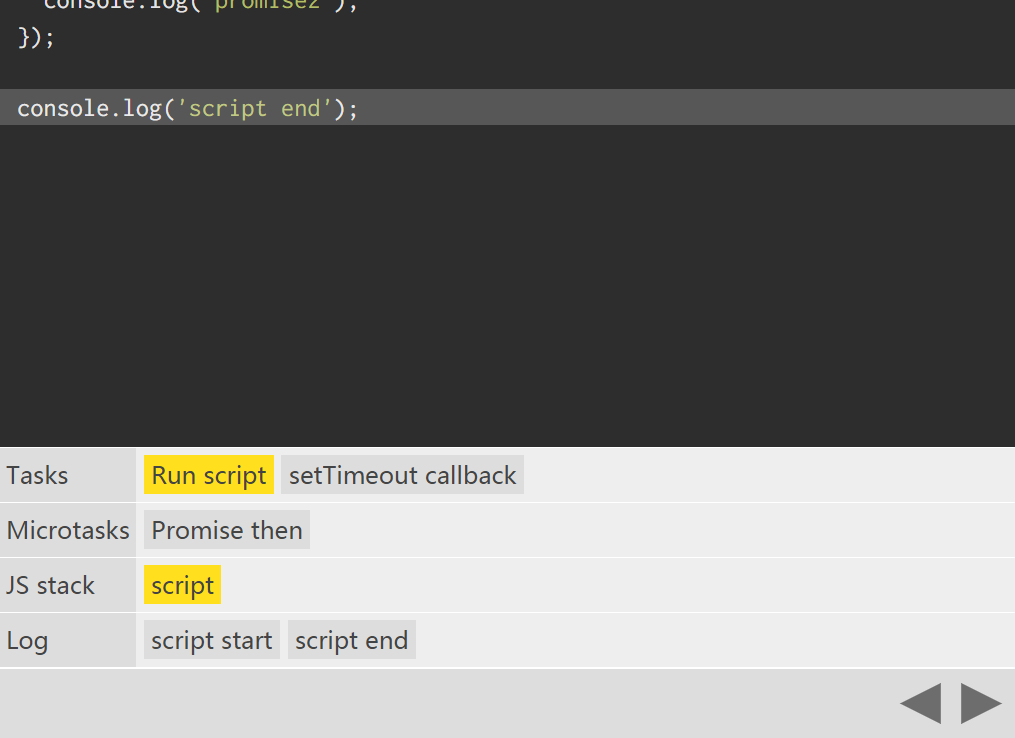 console.log('promise2');
});
console.log('script end');
Tasks Run script setTimeout callback
Microtasks Promise then
JS stack script
Log script start script end